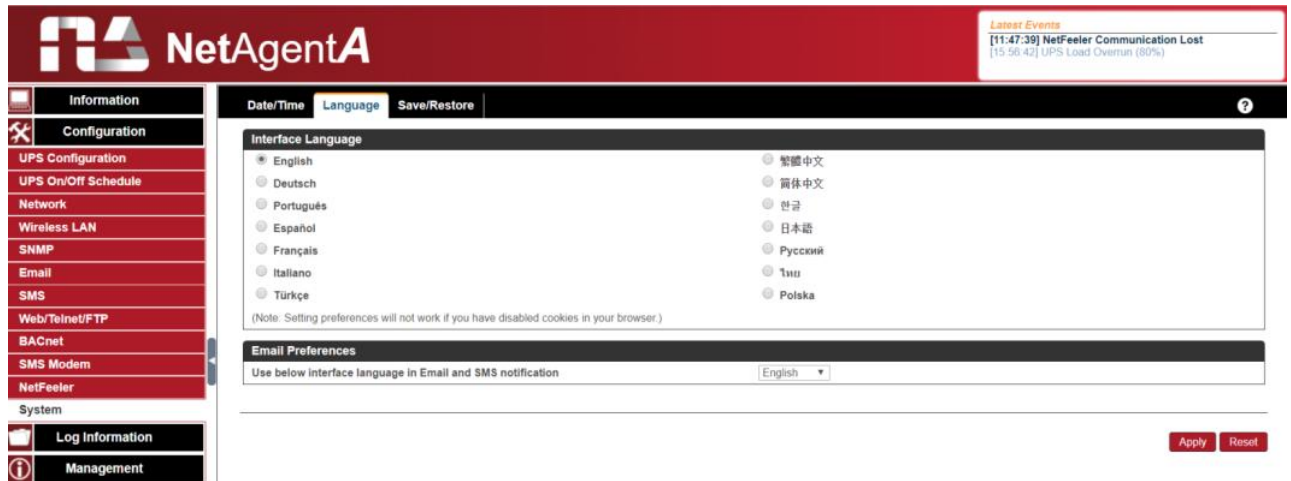 NetAgentA
Latest Events
[11:47:39] NetFeeler Communication Lost
[15:56:42] UPS Load Overrun (80%)
Information
Configuration
UPS Configuration
UPS On/Off Schedule
Network
Wireless LAN
SNMP
Email
SMS
Web/Telnet/FTP
BACnet
SMS Modem
NetFeeler
System
Log Information
Management
Date/Time Language Save/Restore ?
Interface Language
English 繁體中文
Deutsch 简体中文
Português 한글
Español 日本語
Français Русский
Italiano ไทย
Türkçe Polska
(Note: Setting preferences will not work if you have disabled cookies in your browser.)
Email Preferences
Use below interface language in Email and SMS notification English
Apply Reset